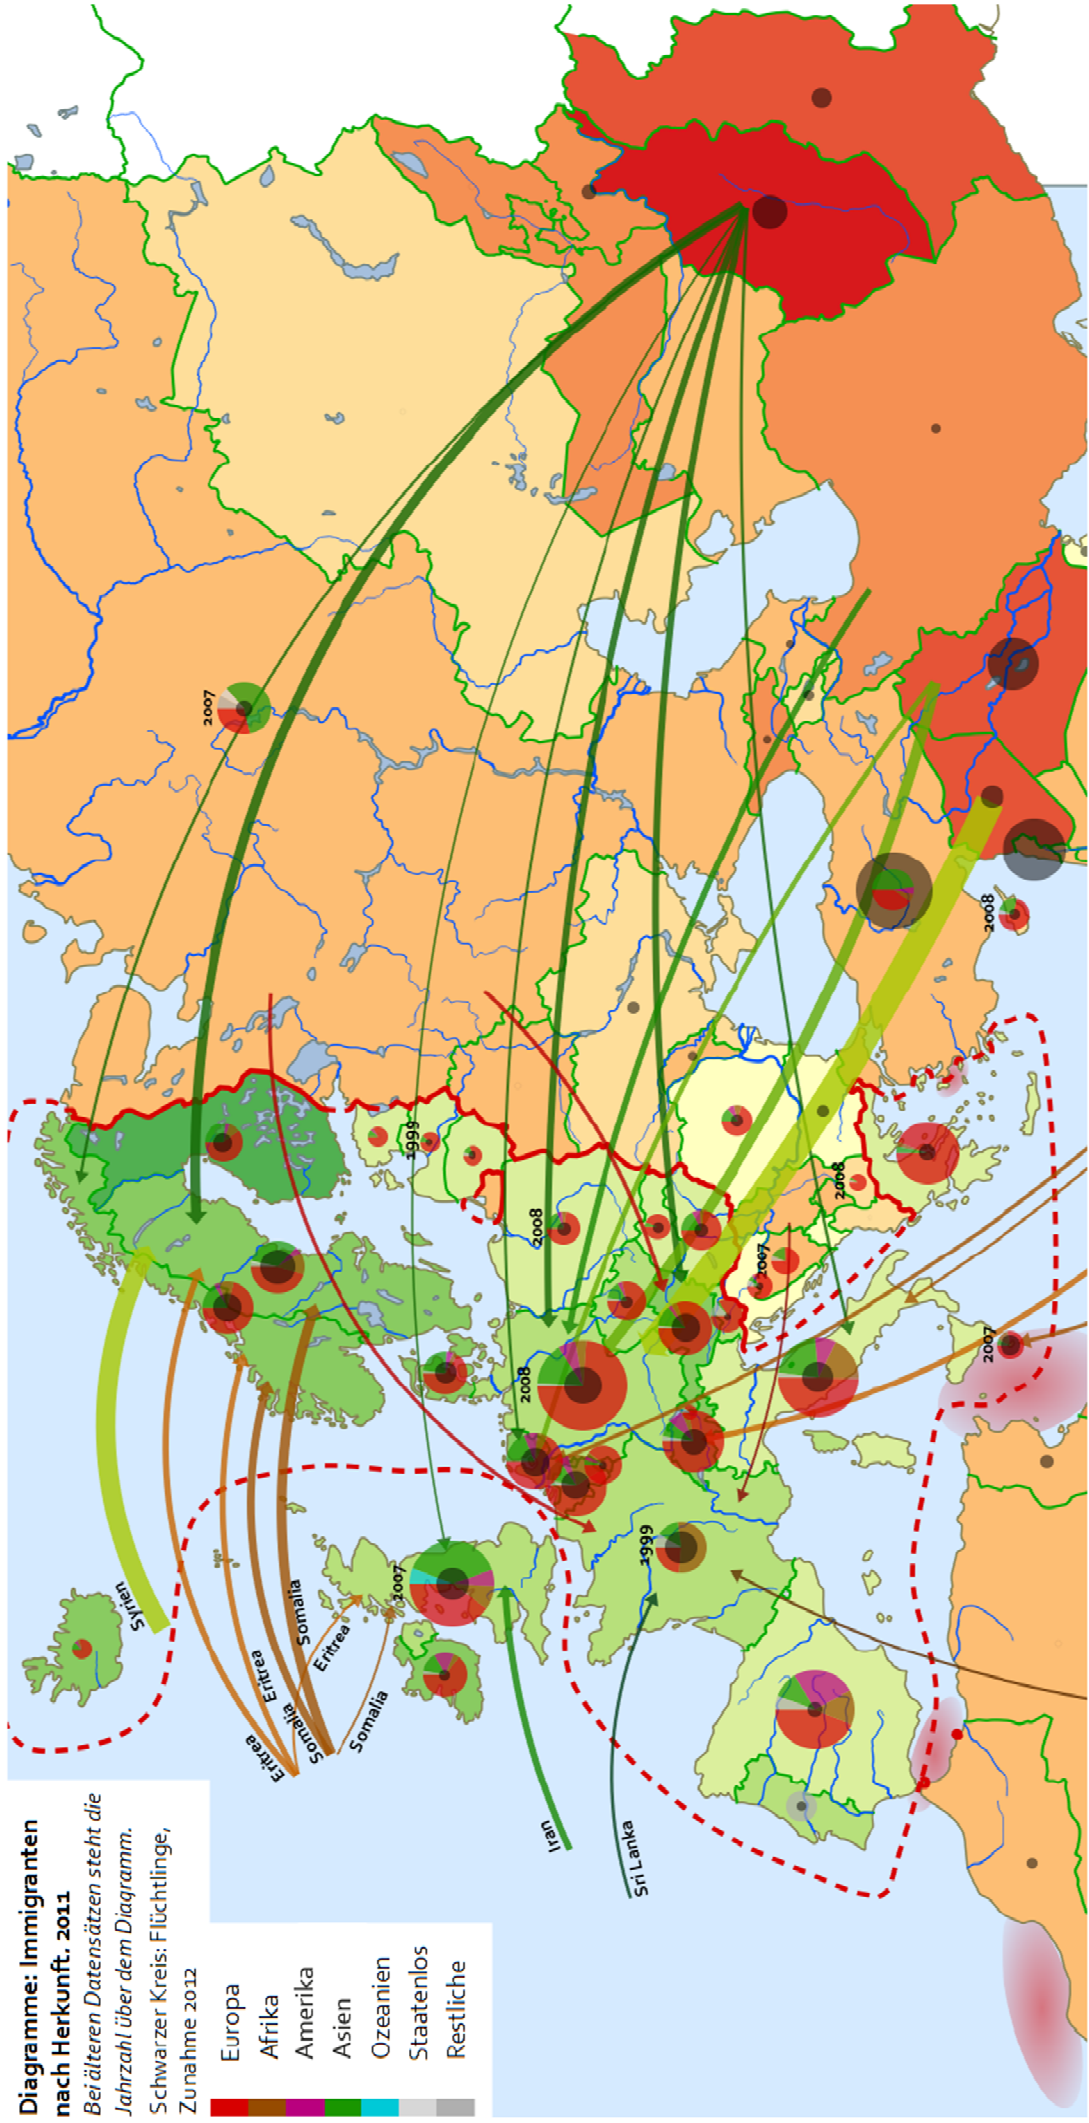 Diagramme: Immigranten
nach Herkunft. 2011
Bei älteren Datensätzen steht die
Jahrzahl über dem Diagramm.
Schwarzer Kreis: Flüchtlinge,
Zunahme 2012
Europa
Afrika
Amerika
Asien
Ozeanien
Staatenlos
Restliche
Syrien
Eritrea
Somalia
Eritrea
Somalia
Eritrea
Somalia
Iran
Sri Lanka
2007
1999
2007
2008
2008
1999
2007
2008
2007
2008